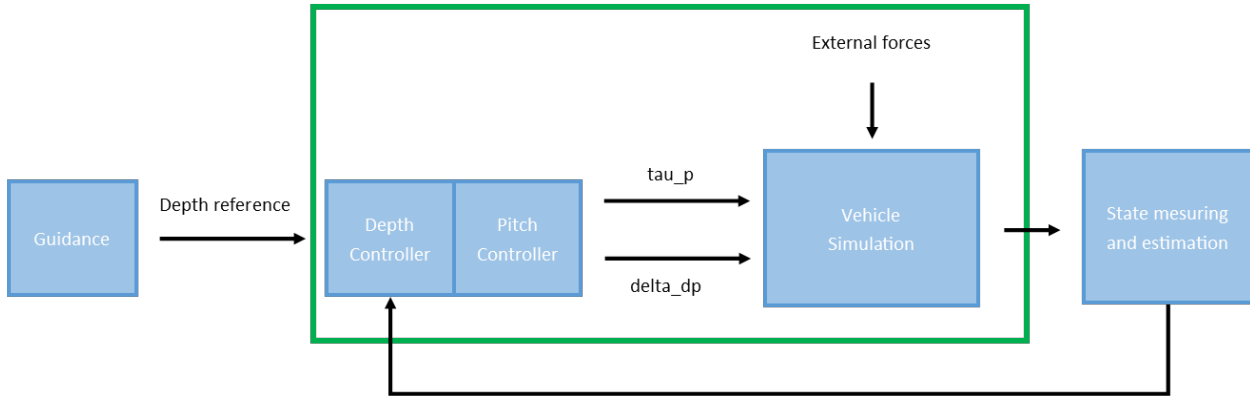 External forces
tau_p
Depth reference
Guidance
Depth
Controller
Pitch
Controller
Vehicle
Simulation
State mesuring
and estimation
delta_dp